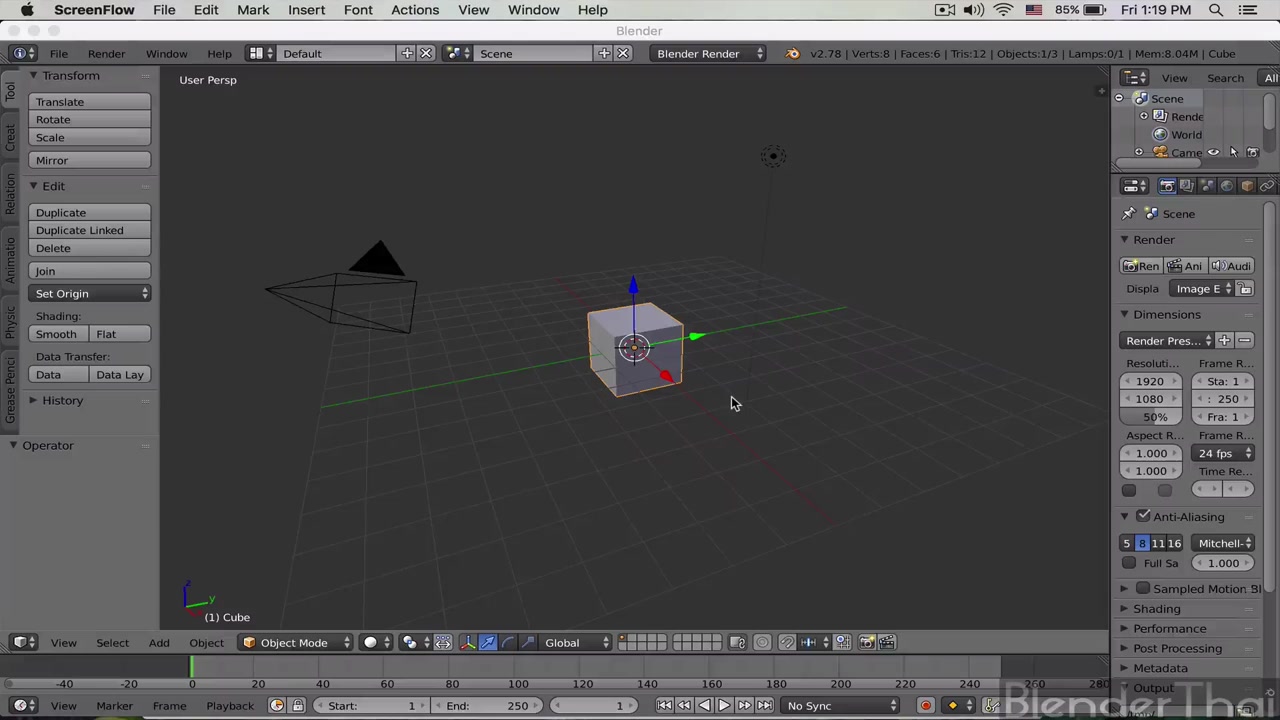 ScreenFlow File Edit Mark Insert Font Actions View Window Help 85% Fri 1:19 PM
Blender
File Render Window Help Default Scene Blender Render v2.78 | Verts:8 | Faces:6 | Tris:12 | Objects:1/3 | Lamps:0/1 | Mem:8.04M | Cube
Tool
Creat
Relation
Animatio
Physic
Grease Penci
Transform
Translate
Rotate
Scale
Mirror
Edit
Duplicate
Duplicate Linked
Delete
Join
Set Origin
Shading:
Smooth Flat
Data Transfer:
Data Data Lay
History
Operator
User Persp
z
y
(1) Cube
View Search All
Scene
Rende
World
Came
Scene
Render
Ren Ani Audi
Displa Image E
Dimensions
Render Pres...
Resoluti... Frame R...
1920 Sta: 1
1080 : 250
50% Fra: 1
Aspect R... Frame R...
1.000 24 fps
1.000 Time Re...
Anti-Aliasing
5 8 11 16 Mitchell-
Full Sa 1.000
Sampled Motion Bl
Shading
Performance
Post Processing
Metadata
Output
View Select Add Object Object Mode Global
-40 -20 0 20 40 60 80 100 120 140 160 180 200 220 240 260 280
View Marker Frame Playback Start: 1 End: 250 1 No Sync
BlenderThai